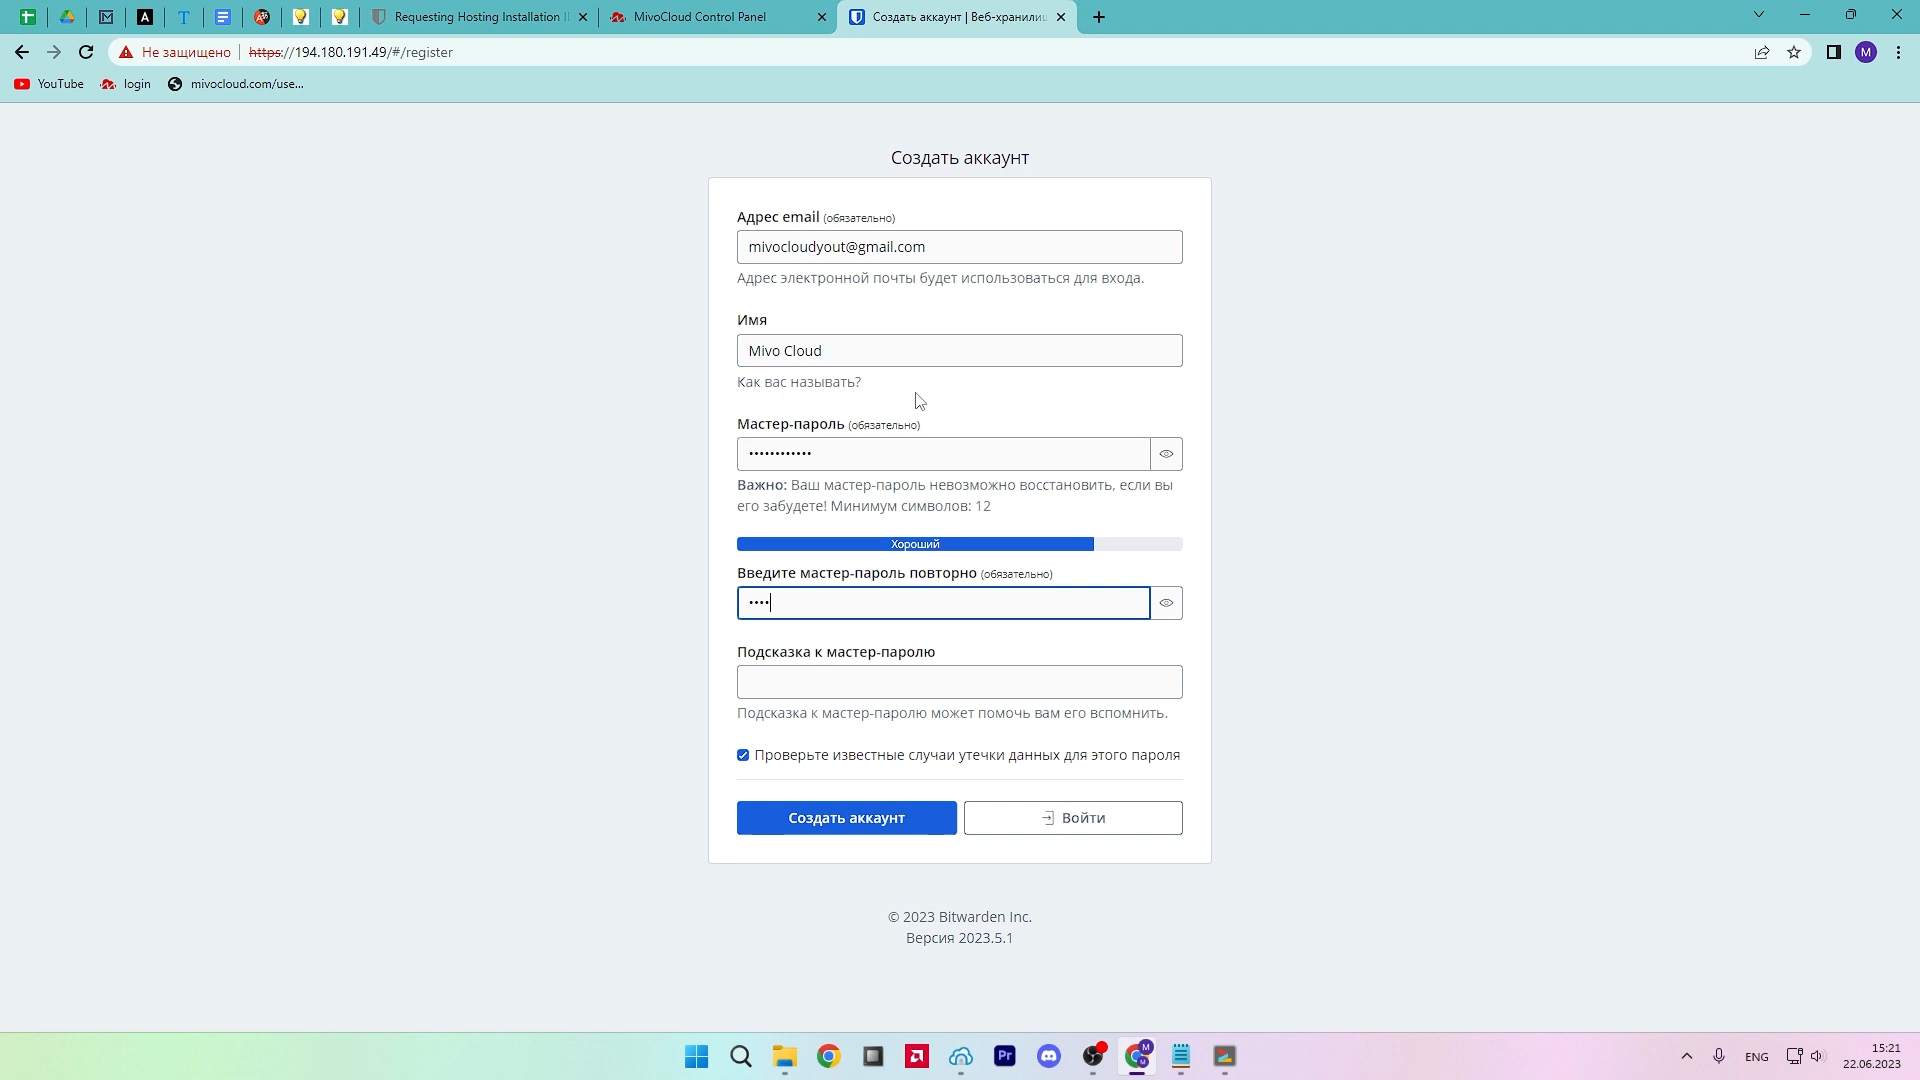 Requesting Hosting Installation I
MivoCloud Control Panel
Создать аккаунт | Веб-хранилищ
Не защищено
https://194.180.191.49/#/register
M
YouTube
login
mivocloud.com/use...
Создать аккаунт
Адрес email (обязательно)
mivocloudyout@gmail.com
Адрес электронной почты будет использоваться для входа.
Имя
Mivo Cloud
Как вас называть?
Мастер-пароль (обязательно)
••••••••••••
Важно: Ваш мастер-пароль невозможно восстановить, если вы
его забудете! Минимум символов: 12
Хороший
Введите мастер-пароль повторно (обязательно)
••••
Подсказка к мастер-паролю
Подсказка к мастер-паролю может помочь вам его вспомнить.
Проверьте известные случаи утечки данных для этого пароля
Создать аккаунт
Войти
© 2023 Bitwarden Inc.
Версия 2023.5.1
Pr
M
ENG
15:21
22.06.2023